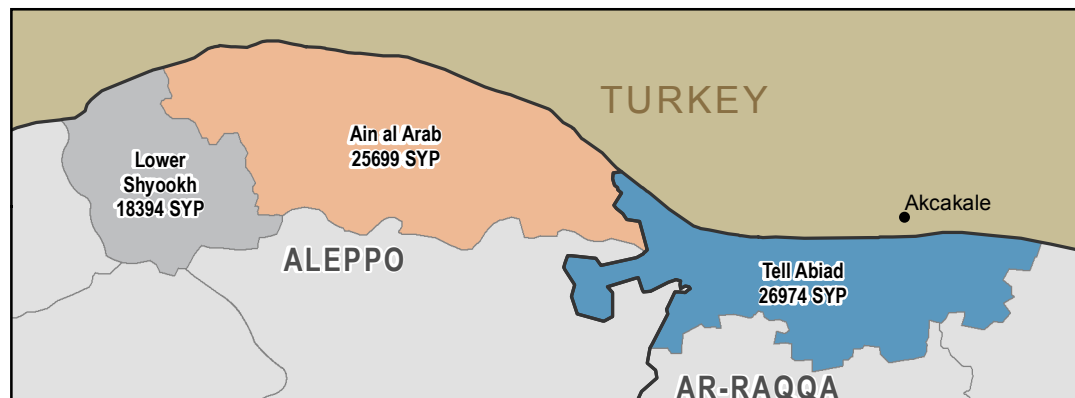 TURKEY
Ain al Arab
25699 SYP
Lower
Shyookh
18394 SYP
Akcakale
ALEPPO
Tell Abiad
26974 SYP
AR-RAQQA